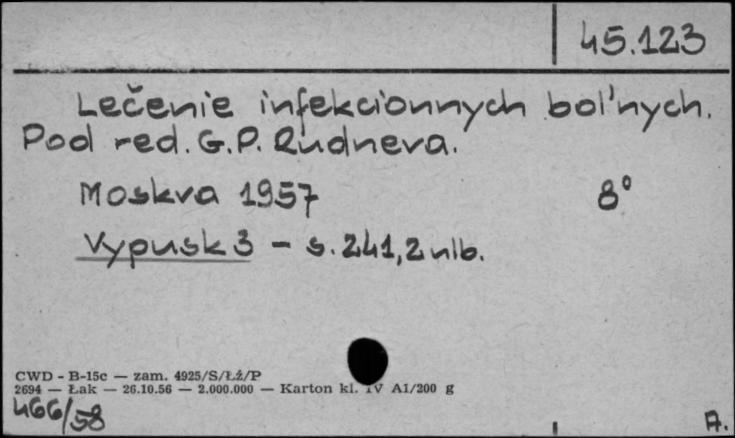 45.123
Lečenie infekcionnych bol'nych.
Pod red. G.P. Rudneva.
Moskva 1957 8°
Vypusk 3 – s. 241, 2 nlb.
CWD - B-15c — zam. 4925/S/Łż/P
2694 — Łak — 26.10.56 — 2.000.000 — Karton kl. IV A1/200 g
466/58
A.